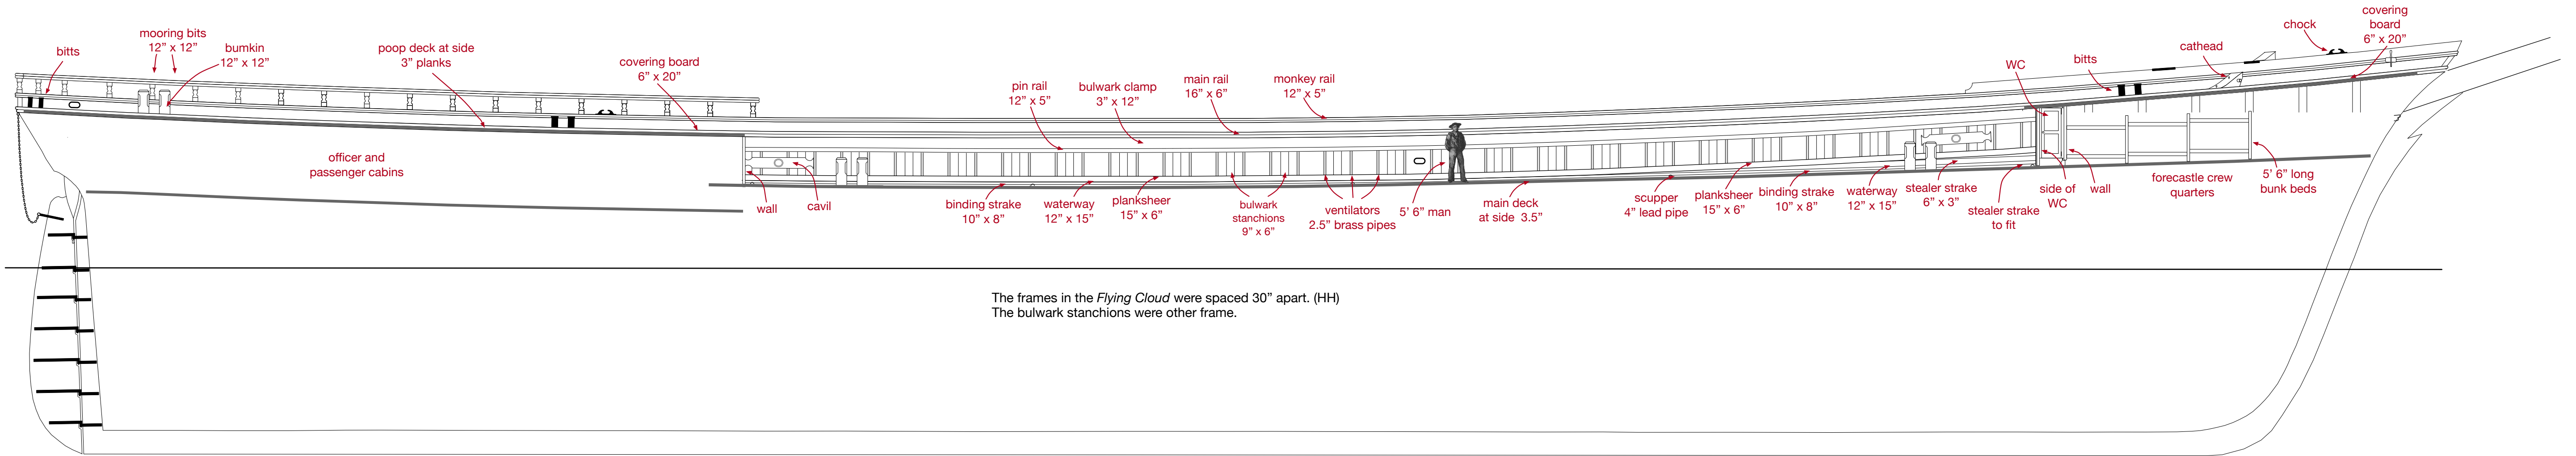 bitts
mooring bits
12” x 12”
bumkin
12” x 12”
poop deck at side
3” planks
covering board
6” x 20”
pin rail
12” x 5”
bulwark clamp
3” x 12”
main rail
16” x 6”
monkey rail
12” x 5”
WC
bitts
cathead
chock
covering
board
6” x 20”
officer and
passenger cabins
wall
cavil
binding strake
10” x 8”
waterway
12” x 15”
planksheer
15” x 6”
bulwark
stanchions
9” x 6”
ventilators
2.5” brass pipes
5’ 6” man
main deck
at side 3.5”
scupper
4” lead pipe
planksheer
15” x 6”
binding strake
10” x 8”
waterway
12” x 15”
stealer strake
6” x 3”
stealer strake
to fit
side of
WC
wall
forecastle crew
quarters
5’ 6” long
bunk beds
The frames in the Flying Cloud were spaced 30” apart. (HH)
The bulwark stanchions were other frame.